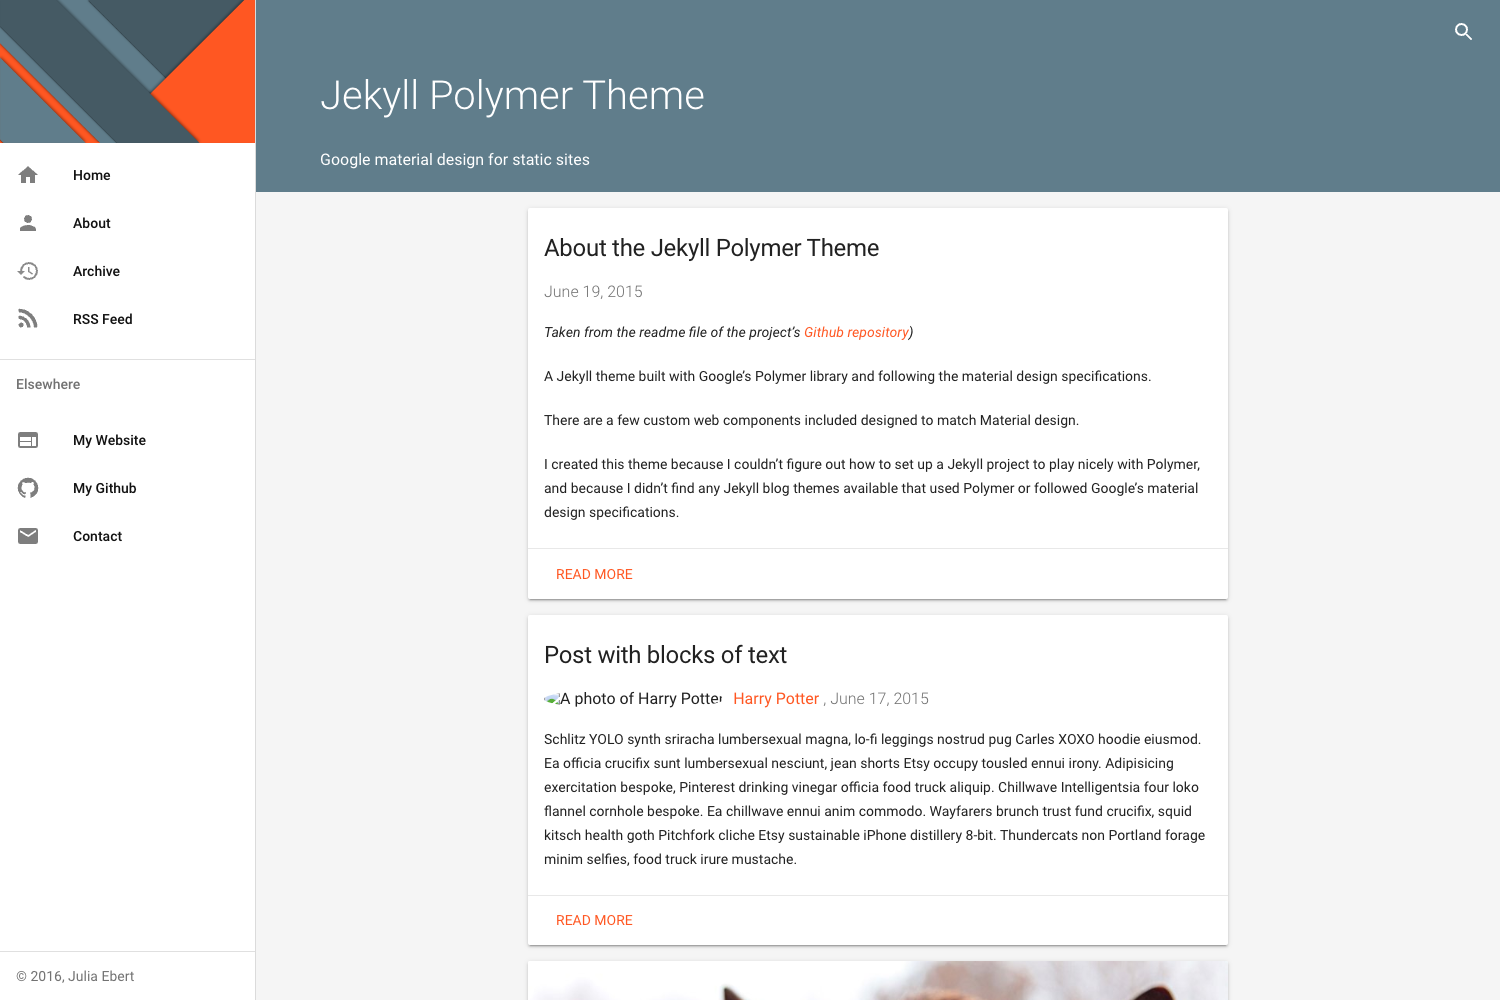 Jekyll Polymer Theme
Google material design for static sites
Home
About
Archive
RSS Feed
Elsewhere
My Website
My Github
Contact
© 2016, Julia Ebert
About the Jekyll Polymer Theme
June 19, 2015
Taken from the readme file of the project’s Github repository)
A Jekyll theme built with Google’s Polymer library and following the material design specifications.
There are a few custom web components included designed to match Material design.
I created this theme because I couldn’t figure out how to set up a Jekyll project to play nicely with Polymer,
and because I didn’t find any Jekyll blog themes available that used Polymer or followed Google’s material
design specifications.
READ MORE
Post with blocks of text
A photo of Harry Potter Harry Potter , June 17, 2015
Schlitz YOLO synth sriracha lumbersexual magna, lo-fi leggings nostrud pug Carles XOXO hoodie eiusmod.
Ea officia crucifix sunt lumbersexual nesciunt, jean shorts Etsy occupy tousled ennui irony. Adipisicing
exercitation bespoke, Pinterest drinking vinegar officia food truck aliquip. Chillwave Intelligentsia four loko
flannel cornhole bespoke. Ea chillwave ennui anim commodo. Wayfarers brunch trust fund crucifix, squid
kitsch health goth Pitchfork cliche Etsy sustainable iPhone distillery 8-bit. Thundercats non Portland forage
minim selfies, food truck irure mustache.
READ MORE